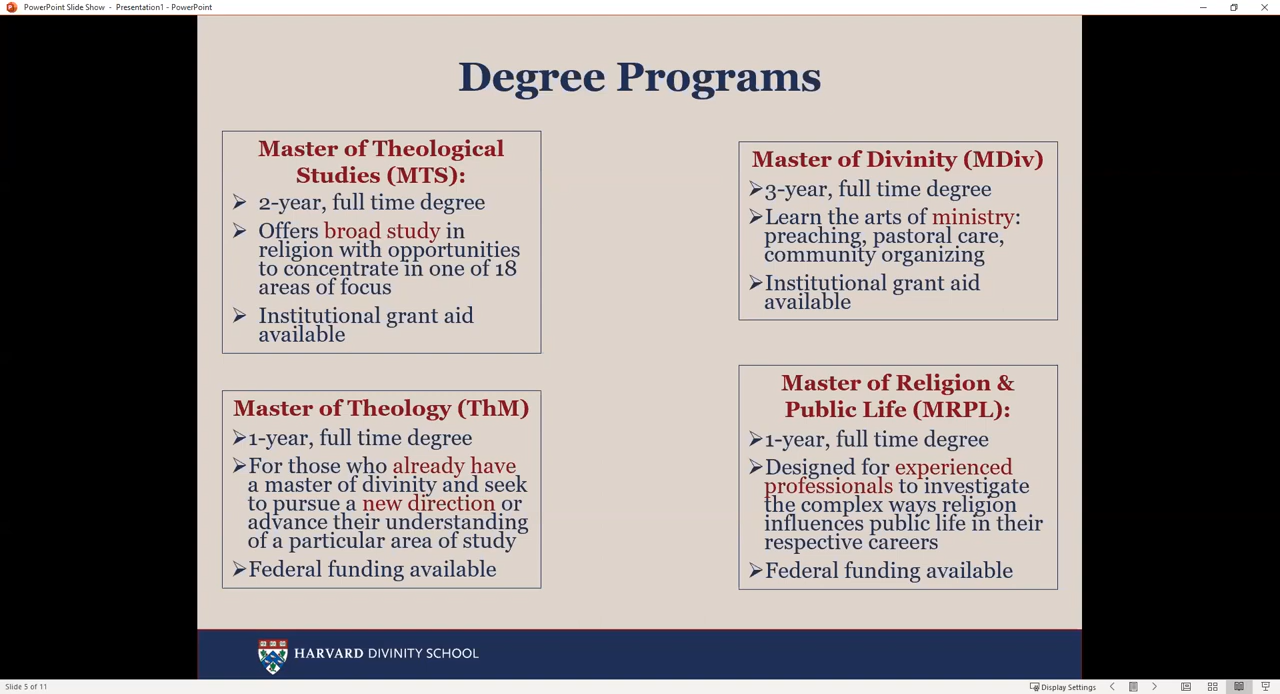 PowerPoint Slide Show - Presentation1 - PowerPoint
Degree Programs
Master of Theological
Studies (MTS):
➢ 2-year, full time degree
➢ Offers broad study in
religion with opportunities
to concentrate in one of 18
areas of focus
➢ Institutional grant aid
available
Master of Divinity (MDiv)
➢3-year, full time degree
➢Learn the arts of ministry:
preaching, pastoral care,
community organizing
➢Institutional grant aid
available
Master of Theology (ThM)
➢1-year, full time degree
➢For those who already have
a master of divinity and seek
to pursue a new direction or
advance their understanding
of a particular area of study
➢Federal funding available
Master of Religion &
Public Life (MRPL):
➢1-year, full time degree
➢Designed for experienced
professionals to investigate
the complex ways religion
influences public life in their
respective careers
➢Federal funding available
HARVARD DIVINITY SCHOOL
Slide 5 of 11
Display Settings